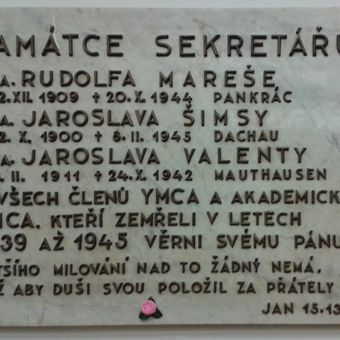 AMÁTCE SEKRETÁŘŮ
A. RUDOLFA MAREŠE
2. XII. 1909 ✝ 20. X. 1944 PANKRÁC
A. JAROSLAVA ŠIMSY
2. X. 1900 ✝ 8. II. 1945 DACHAU
A. JAROSLAVA VALENTY
. II. 1911 ✝ 24. X. 1942 MAUTHAUSEN
VŠECH ČLENŮ YMCA A AKADEMICK
MCA, KTEŘÍ ZEMŘELI V LETECH
39 AŽ 1945 VĚRNI SVÉMU PÁNU
ŠÍHO MILOVÁNÍ NAD TO ŽÁDNÝ NEMÁ,
Ž ABY DUŠI SVOU POLOŽIL ZA PŘÁTELY
JAN 15.13